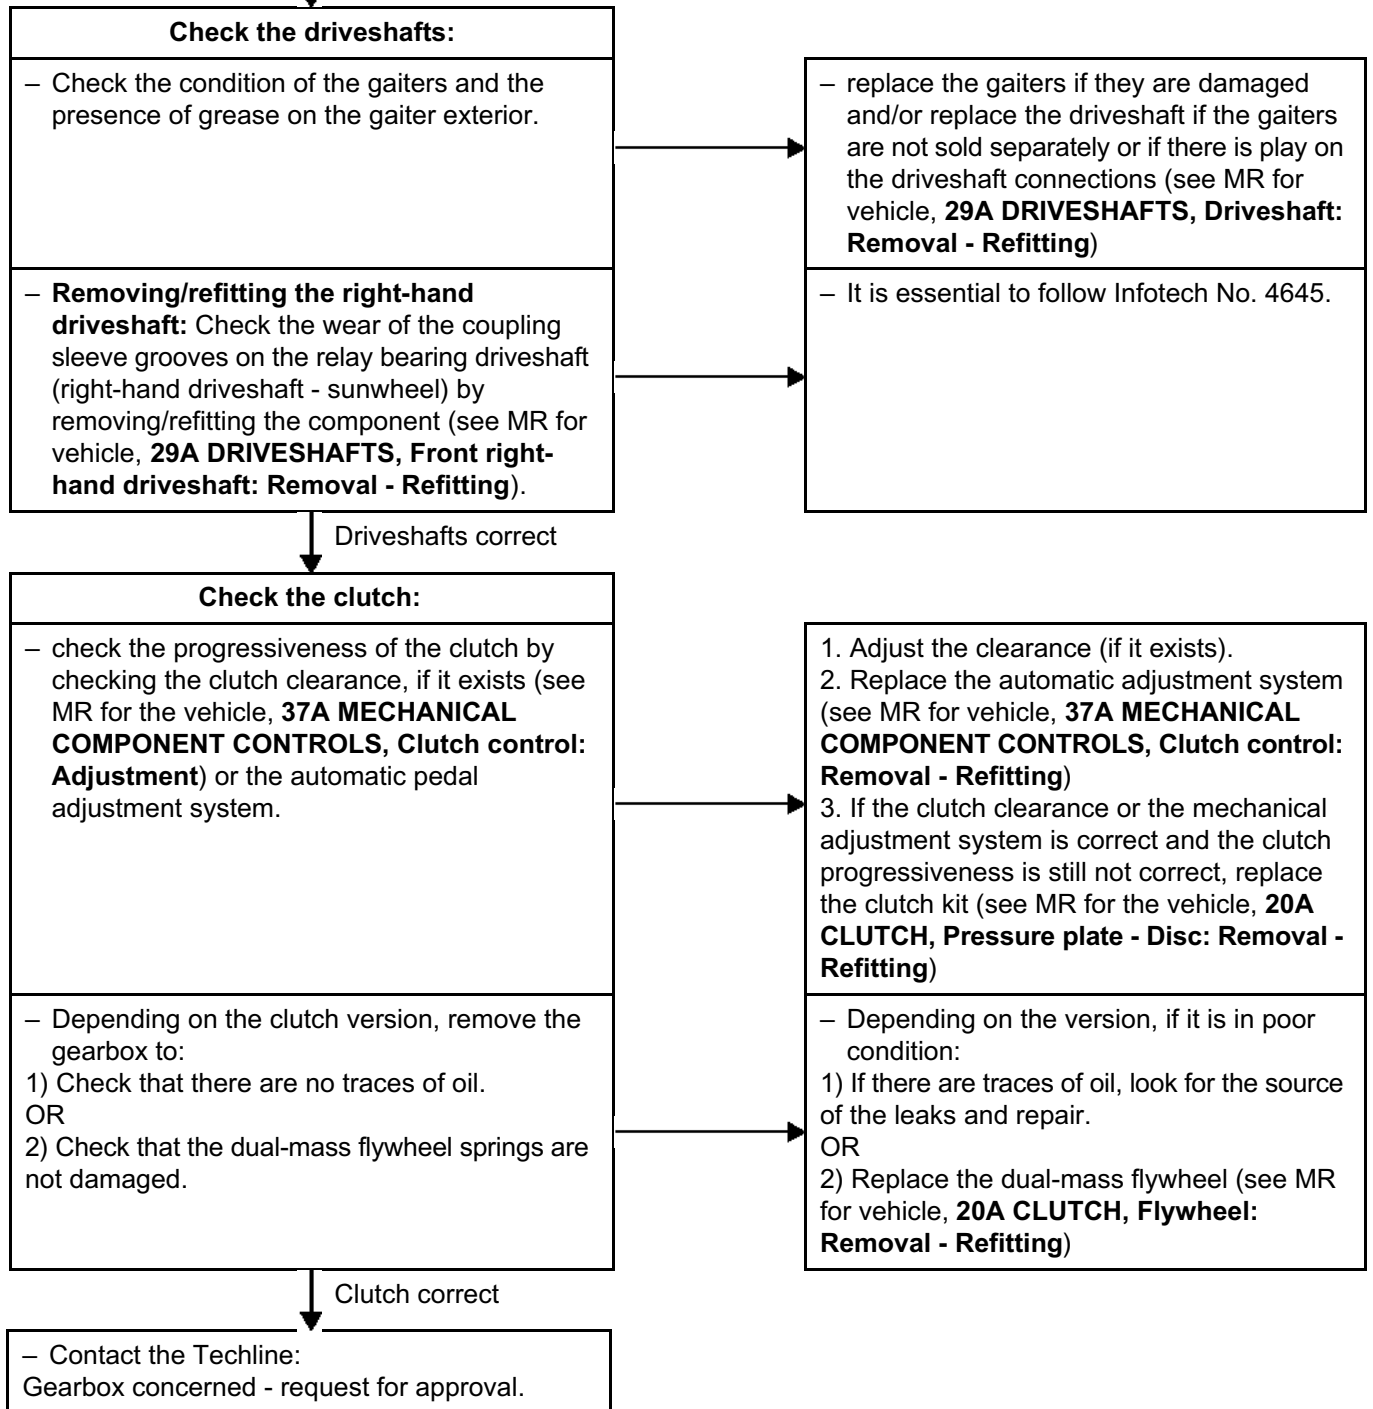 Check the driveshafts:
– Check the condition of the gaiters and the
presence of grease on the gaiter exterior.
– replace the gaiters if they are damaged
and/or replace the driveshaft if the gaiters
are not sold separately or if there is play on
the driveshaft connections (see MR for
vehicle, 29A DRIVESHAFTS, Driveshaft:
Removal - Refitting)
– Removing/refitting the right-hand
driveshaft: Check the wear of the coupling
sleeve grooves on the relay bearing driveshaft
(right-hand driveshaft - sunwheel) by
removing/refitting the component (see MR for
vehicle, 29A DRIVESHAFTS, Front right-
hand driveshaft: Removal - Refitting).
– It is essential to follow Infotech No. 4645.
Driveshafts correct
Check the clutch:
– check the progressiveness of the clutch by
checking the clutch clearance, if it exists (see
MR for the vehicle, 37A MECHANICAL
COMPONENT CONTROLS, Clutch control:
Adjustment) or the automatic pedal
adjustment system.
1. Adjust the clearance (if it exists).
2. Replace the automatic adjustment system
(see MR for vehicle, 37A MECHANICAL
COMPONENT CONTROLS, Clutch control:
Removal - Refitting)
3. If the clutch clearance or the mechanical
adjustment system is correct and the clutch
progressiveness is still not correct, replace
the clutch kit (see MR for the vehicle, 20A
CLUTCH, Pressure plate - Disc: Removal -
Refitting)
– Depending on the clutch version, remove the
gearbox to:
1) Check that there are no traces of oil.
OR
2) Check that the dual-mass flywheel springs are
not damaged.
– Depending on the version, if it is in poor
condition:
1) If there are traces of oil, look for the source
of the leaks and repair.
OR
2) Replace the dual-mass flywheel (see MR
for vehicle, 20A CLUTCH, Flywheel:
Removal - Refitting)
Clutch correct
– Contact the Techline:
Gearbox concerned - request for approval.